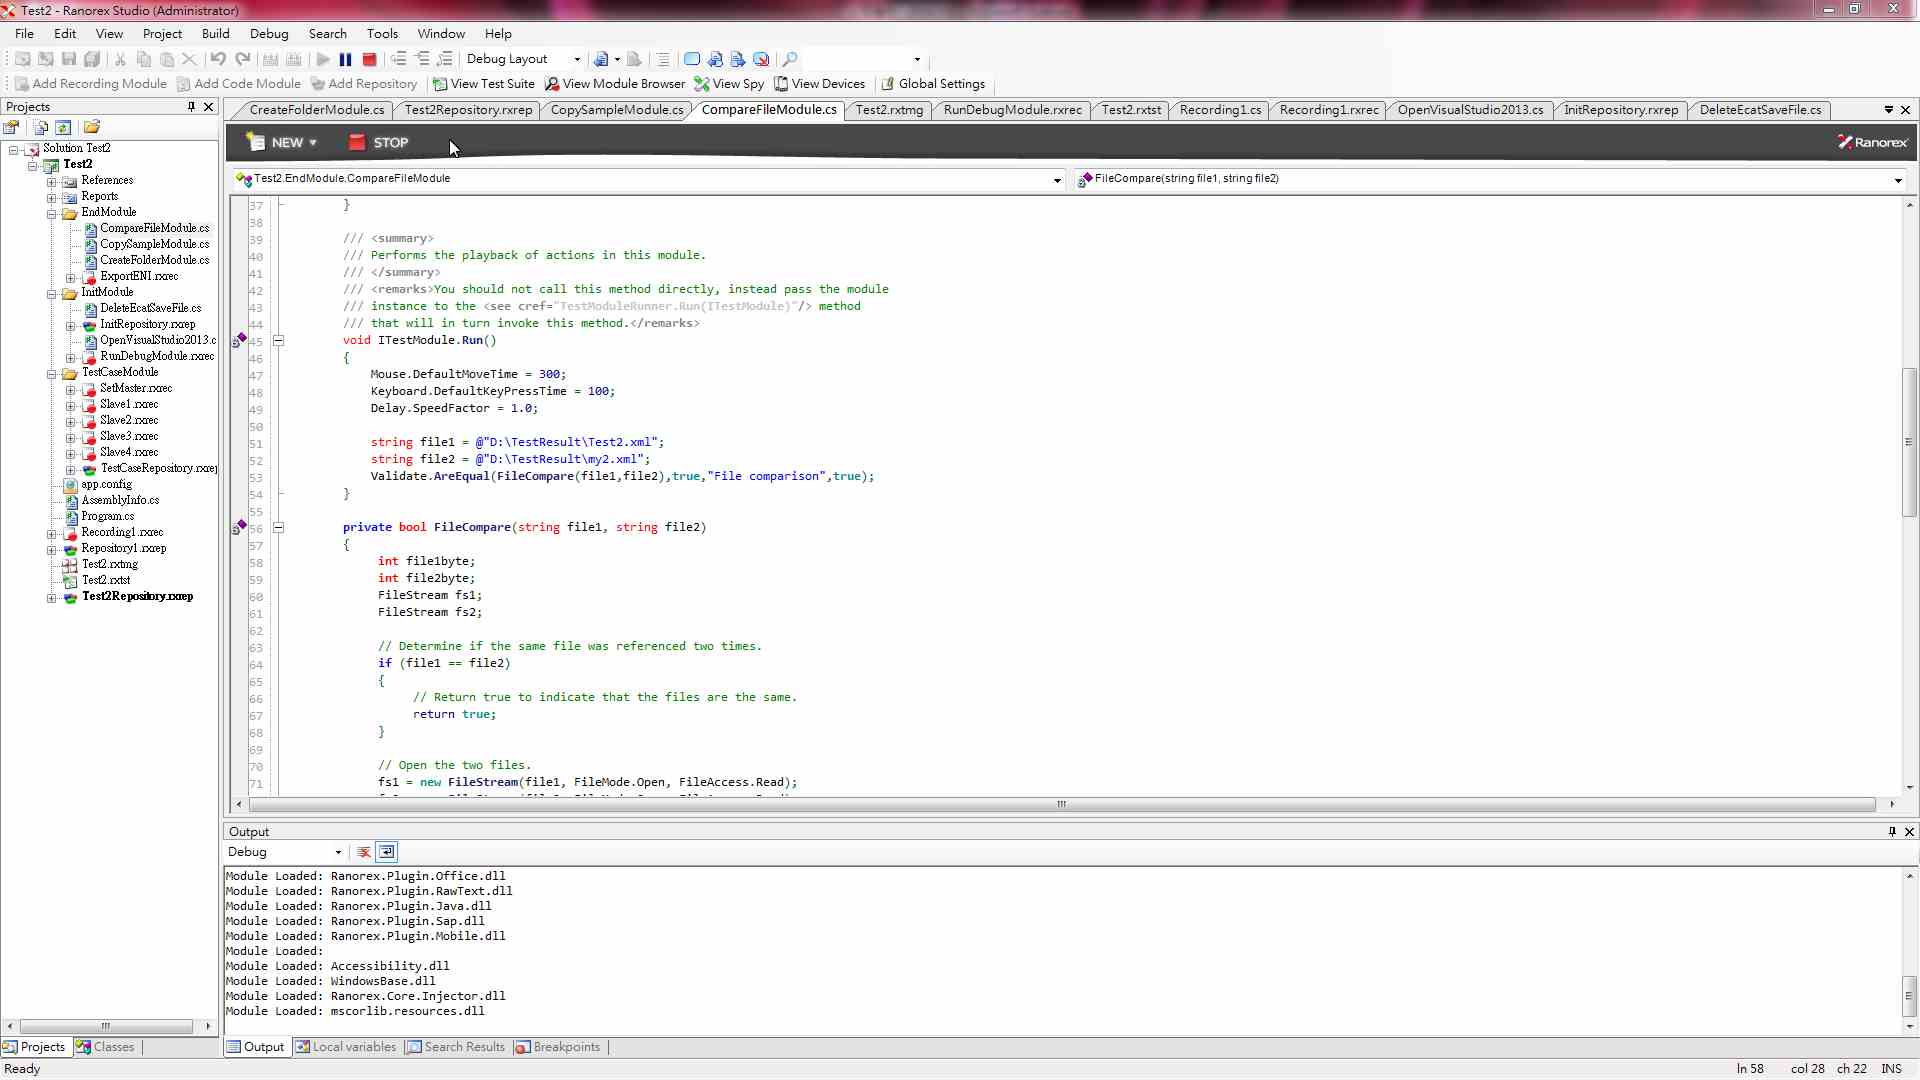 Test2 - Ranorex Studio (Administrator)
File Edit View Project Build Debug Search Tools Window Help
Debug Layout
Add Recording Module Add Code Module Add Repository View Test Suite View Module Browser View Spy View Devices Global Settings
Projects
CreateFolderModule.cs Test2Repository.rxrep CopySampleModule.cs CompareFileModule.cs Test2.rxtmg RunDebugModule.rxrec Test2.rxtst Recording1.cs Recording1.rxrec OpenVisualStudio2013.cs InitRepository.rxrep DeleteEcatSaveFile.cs
NEW STOP Ranorex
Test2.EndModule.CompareFileModule FileCompare(string file1, string file2)
Solution Test2
Test2
References
Reports
EndModule
CompareFileModule.cs
CopySampleModule.cs
CreateFolderModule.cs
ExportENI.rxrec
InitModule
DeleteEcatSaveFile.cs
InitRepository.rxrep
OpenVisualStudio2013.c
RunDebugModule.rxrec
TestCaseModule
SetMaster.rxrec
Slave1.rxrec
Slave2.rxrec
Slave3.rxrec
Slave4.rxrec
TestCaseRepository.rxrep
app.config
AssemblyInfo.cs
Program.cs
Recording1.rxrec
Repository1.rxrep
Test2.rxtmg
Test2.rxtst
Test2Repository.rxrep
37 }
38
39 /// <summary>
40 /// Performs the playback of actions in this module.
41 /// </summary>
42 /// <remarks>You should not call this method directly, instead pass the module
43 /// instance to the <see cref="TestModuleRunner.Run(ITestModule)"/> method
44 /// that will in turn invoke this method.</remarks>
45 void ITestModule.Run()
46 {
47 Mouse.DefaultMoveTime = 300;
48 Keyboard.DefaultKeyPressTime = 100;
49 Delay.SpeedFactor = 1.0;
50
51 string file1 = @"D:\TestResult\Test2.xml";
52 string file2 = @"D:\TestResult\my2.xml";
53 Validate.AreEqual(FileCompare(file1,file2),true,"File comparison",true);
54 }
55
56 private bool FileCompare(string file1, string file2)
57 {
58 int file1byte;
59 int file2byte;
60 FileStream fs1;
61 FileStream fs2;
62
63 // Determine if the same file was referenced two times.
64 if (file1 == file2)
65 {
66 // Return true to indicate that the files are the same.
67 return true;
68 }
69
70 // Open the two files.
71 fs1 = new FileStream(file1, FileMode.Open, FileAccess.Read);
Output
Debug
Module Loaded: Ranorex.Plugin.Office.dll
Module Loaded: Ranorex.Plugin.RawText.dll
Module Loaded: Ranorex.Plugin.Java.dll
Module Loaded: Ranorex.Plugin.Sap.dll
Module Loaded: Ranorex.Plugin.Mobile.dll
Module Loaded:
Module Loaded: Accessibility.dll
Module Loaded: WindowsBase.dll
Module Loaded: Ranorex.Core.Injector.dll
Module Loaded: mscorlib.resources.dll
Projects Classes Output Local variables Search Results Breakpoints
Ready ln 58 col 28 ch 22 INS